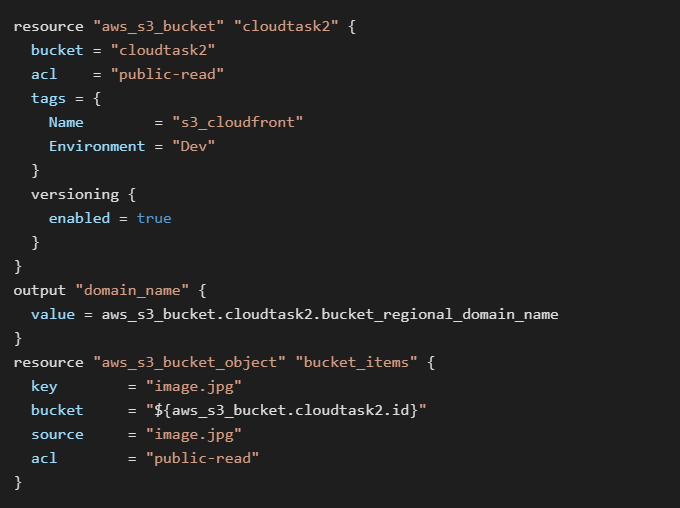 resource "aws_s3_bucket" "cloudtask2" {
  bucket = "cloudtask2"
  acl    = "public-read"
  tags = {
    Name        = "s3_cloudfront"
    Environment = "Dev"
  }
  versioning {
    enabled = true
  }
}
output "domain_name" {
  value = aws_s3_bucket.cloudtask2.bucket_regional_domain_name
}
resource "aws_s3_bucket_object" "bucket_items" {
  key        = "image.jpg"
  bucket     = "${aws_s3_bucket.cloudtask2.id}"
  source     = "image.jpg"
  acl        = "public-read"
}